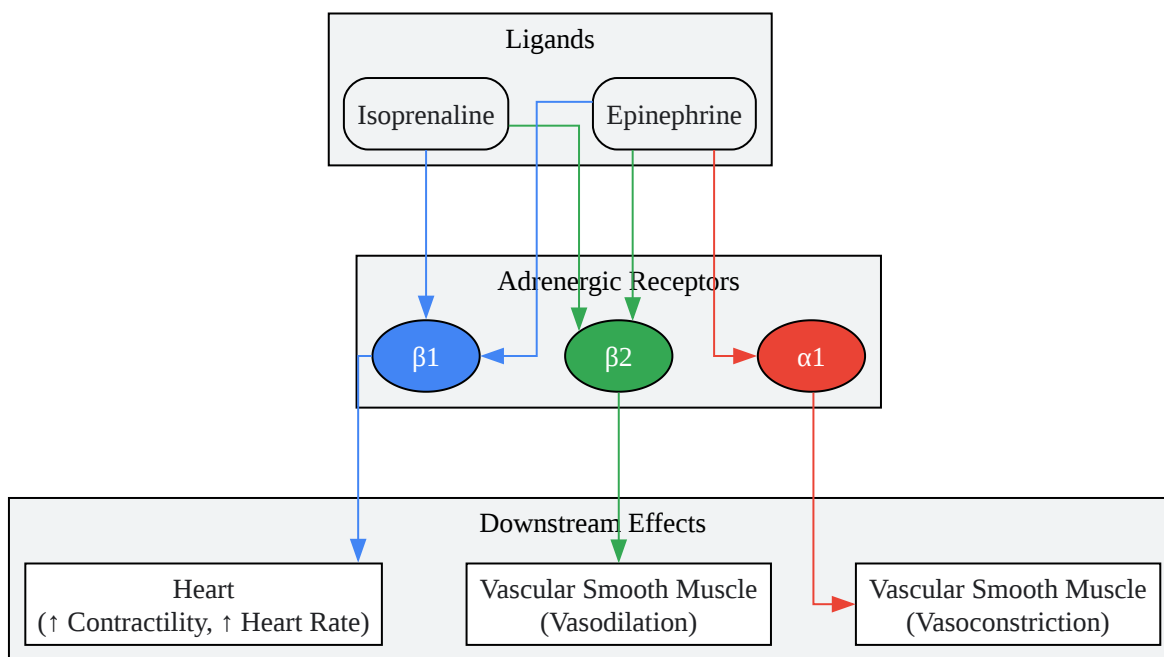 Ligands
Isoprenaline
Epinephrine
Adrenergic Receptors
β1
β2
α1
Downstream Effects
Heart
(↑ Contractility, ↑ Heart Rate)
Vascular Smooth Muscle
(Vasodilation)
Vascular Smooth Muscle
(Vasoconstriction)